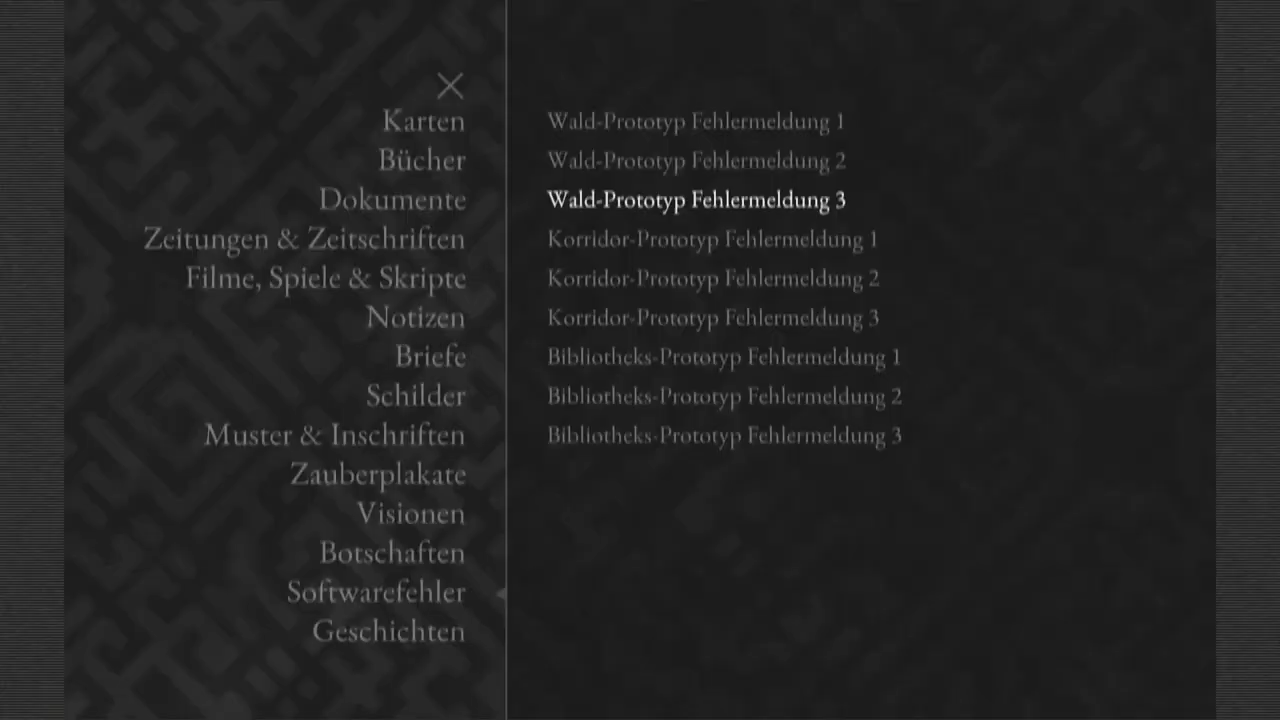 Karten
Bücher
Dokumente
Zeitungen & Zeitschriften
Filme, Spiele & Skripte
Notizen
Briefe
Schilder
Muster & Inschriften
Zauberplakate
Visionen
Botschaften
Softwarefehler
Geschichten
Wald-Prototyp Fehlermeldung 1
Wald-Prototyp Fehlermeldung 2
Wald-Prototyp Fehlermeldung 3
Korridor-Prototyp Fehlermeldung 1
Korridor-Prototyp Fehlermeldung 2
Korridor-Prototyp Fehlermeldung 3
Bibliotheks-Prototyp Fehlermeldung 1
Bibliotheks-Prototyp Fehlermeldung 2
Bibliotheks-Prototyp Fehlermeldung 3